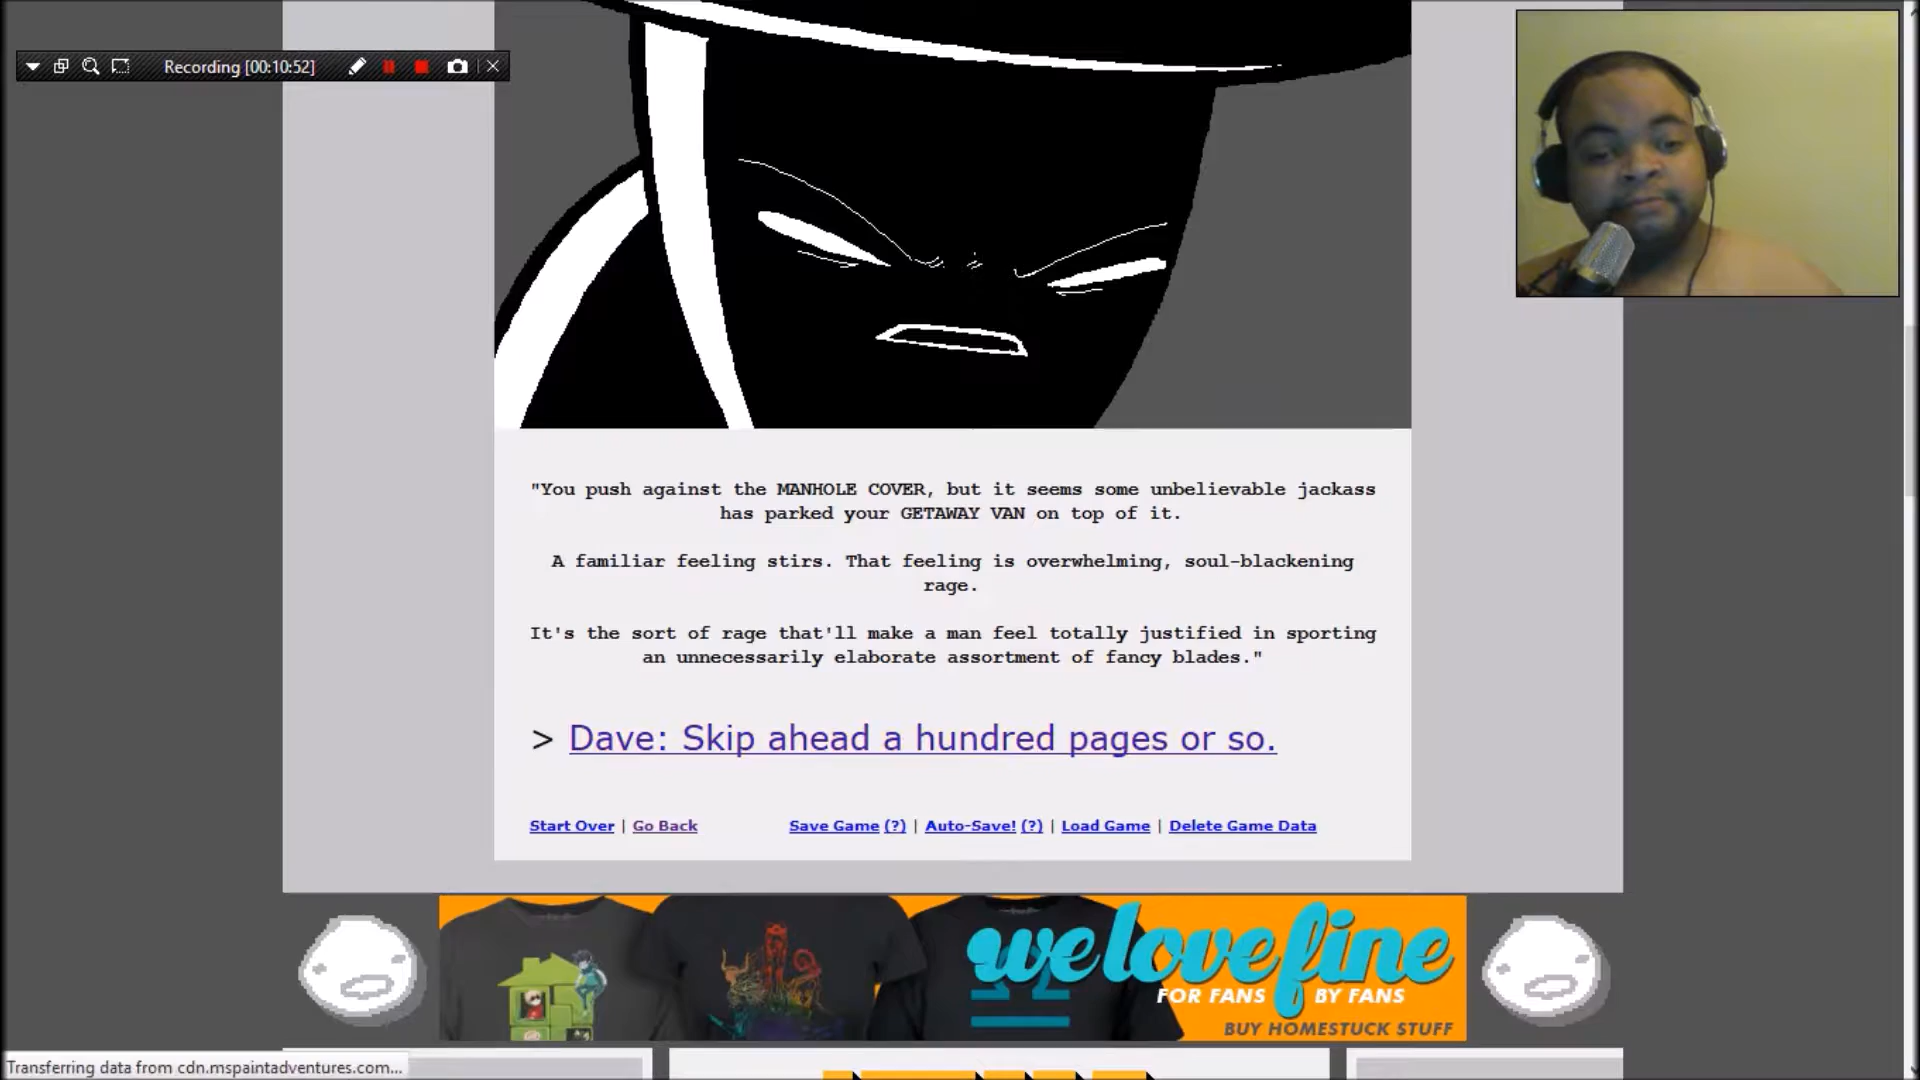 Recording [00:10:52]
"You push against the MANHOLE COVER, but it seems some unbelievable jackass
has parked your GETAWAY VAN on top of it.
A familiar feeling stirs. That feeling is overwhelming, soul-blackening
rage.
It's the sort of rage that'll make a man feel totally justified in sporting
an unnecessarily elaborate assortment of fancy blades."
> Dave: Skip ahead a hundred pages or so.
Start Over | Go Back Save Game (?) | Auto-Save! (?) | Load Game | Delete Game Data
welovefine
FOR FANS BY FANS
BUY HOMESTUCK STUFF
Transferring data from cdn.mspaintadventures.com...